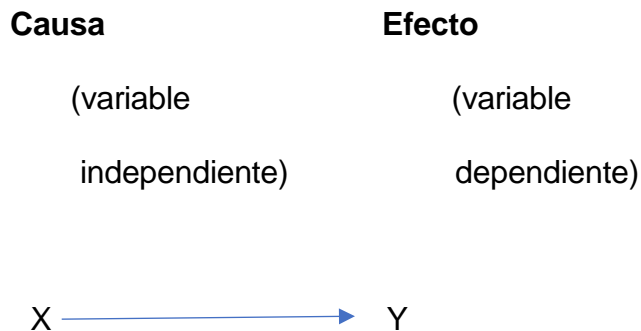 Causa Efecto
(variable (variable
independiente) dependiente)
X Y